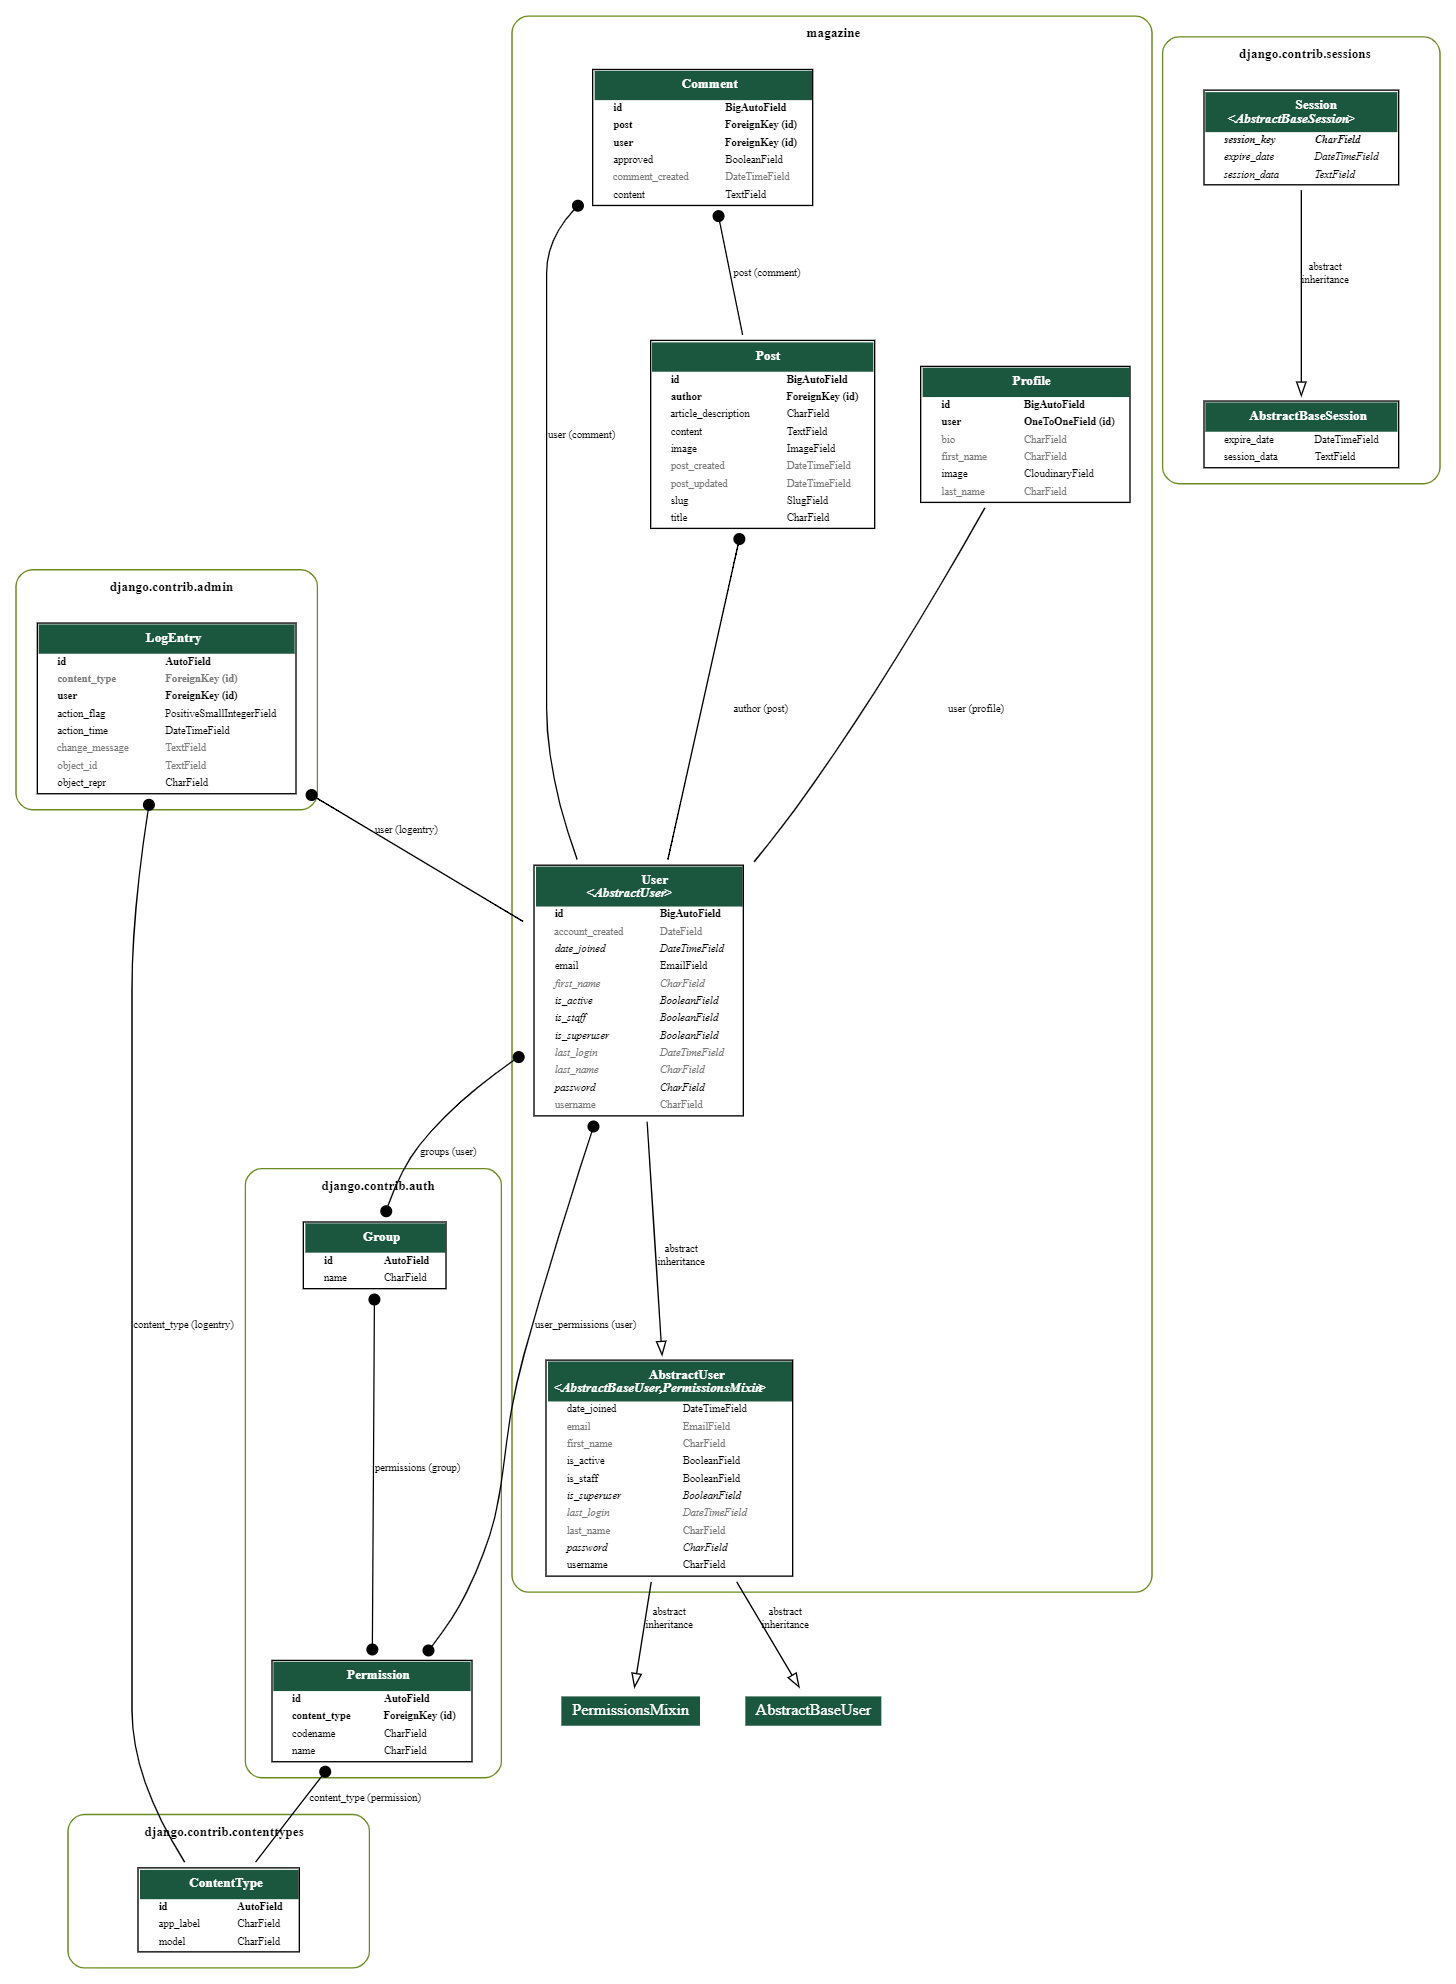 magazine
Comment
id BigAutoField
post ForeignKey (id)
user ForeignKey (id)
approved BooleanField
comment_created DateTimeField
content TextField
django.contrib.sessions
Session
<AbstractBaseSession>
session_key CharField
expire_date DateTimeField
session_data TextField
abstract
inheritance
AbstractBaseSession
expire_date DateTimeField
session_data TextField
post (comment)
user (comment)
Post
id BigAutoField
author ForeignKey (id)
article_description CharField
content TextField
image ImageField
post_created DateTimeField
post_updated DateTimeField
slug SlugField
title CharField
Profile
id BigAutoField
user OneToOneField (id)
bio CharField
first_name CharField
image CloudinaryField
last_name CharField
author (post)
user (profile)
django.contrib.admin
LogEntry
id AutoField
content_type ForeignKey (id)
user ForeignKey (id)
action_flag PositiveSmallIntegerField
action_time DateTimeField
change_message TextField
object_id TextField
object_repr CharField
user (logentry)
User
<AbstractUser>
id BigAutoField
account_created DateField
date_joined DateTimeField
email EmailField
first_name CharField
is_active BooleanField
is_staff BooleanField
is_superuser BooleanField
last_login DateTimeField
last_name CharField
password CharField
username CharField
groups (user)
django.contrib.auth
Group
id AutoField
name CharField
abstract
inheritance
content_type (logentry)
user_permissions (user)
permissions (group)
AbstractUser
<AbstractBaseUser,PermissionsMixin>
date_joined DateTimeField
email EmailField
first_name CharField
is_active BooleanField
is_staff BooleanField
is_superuser BooleanField
last_login DateTimeField
last_name CharField
password CharField
username CharField
abstract
inheritance
abstract
inheritance
PermissionsMixin
AbstractBaseUser
Permission
id AutoField
content_type ForeignKey (id)
codename CharField
name CharField
content_type (permission)
django.contrib.contenttypes
ContentType
id AutoField
app_label CharField
model CharField